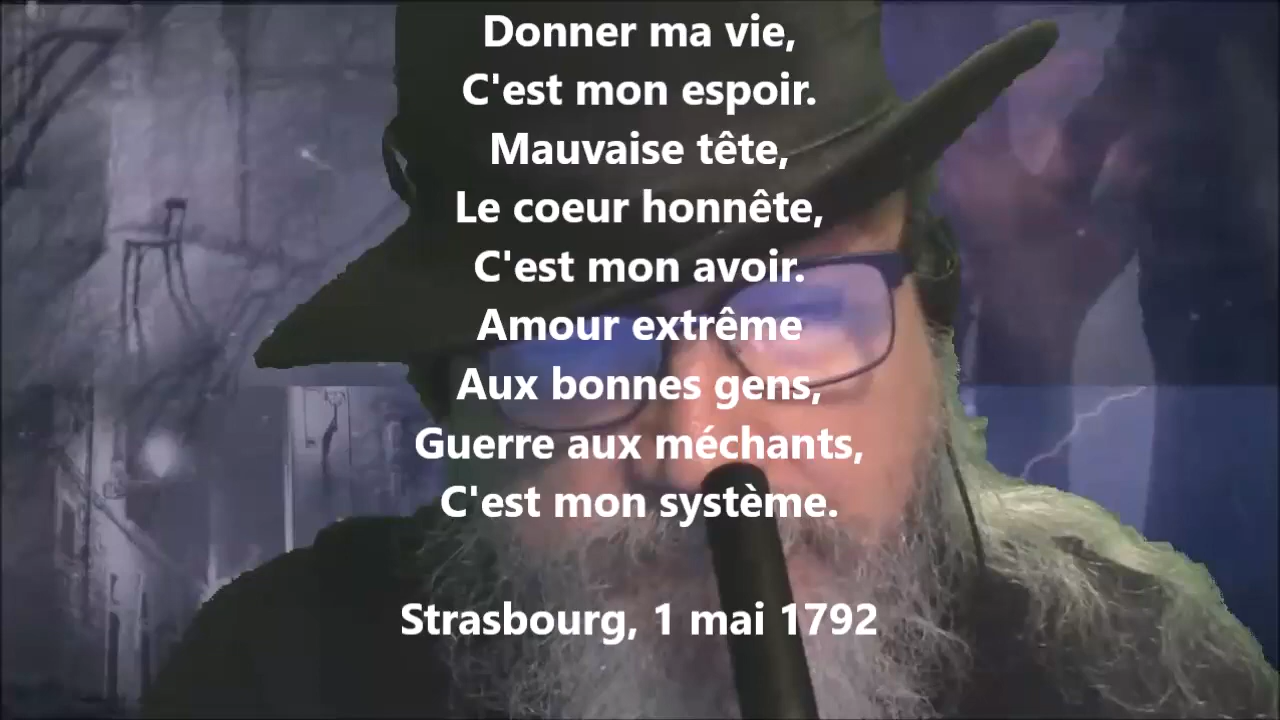 Donner ma vie,
C'est mon espoir.
Mauvaise tête,
Le coeur honnête,
C'est mon avoir.
Amour extrême
Aux bonnes gens,
Guerre aux méchants,
C'est mon système.
Strasbourg, 1 mai 1792